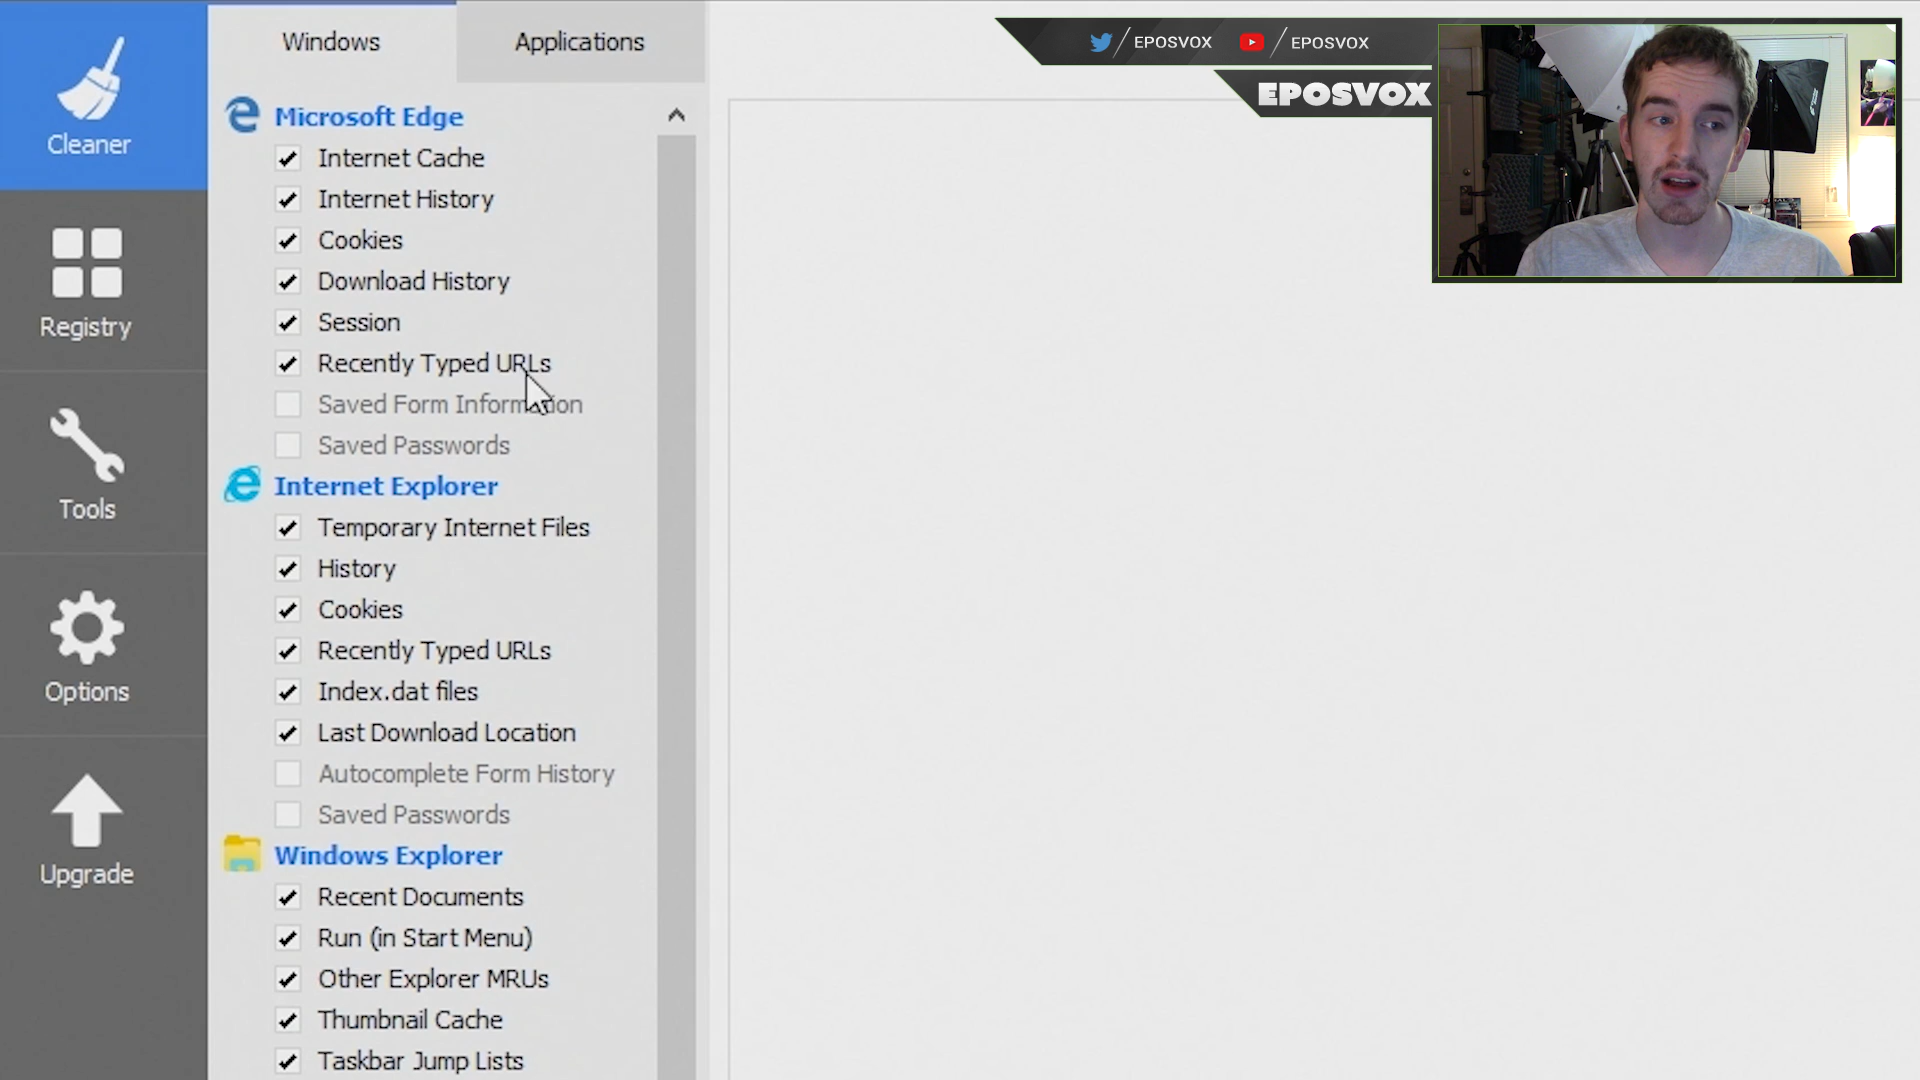 Windows
Applications
EPOSVOX
EPOSVOX
EPOSVOX
Cleaner
Registry
Tools
Options
Upgrade
Microsoft Edge
Internet Cache
Internet History
Cookies
Download History
Session
Recently Typed URLs
Saved Form Information
Saved Passwords
Internet Explorer
Temporary Internet Files
History
Cookies
Recently Typed URLs
Index.dat files
Last Download Location
Autocomplete Form History
Saved Passwords
Windows Explorer
Recent Documents
Run (in Start Menu)
Other Explorer MRUs
Thumbnail Cache
Taskbar Jump Lists